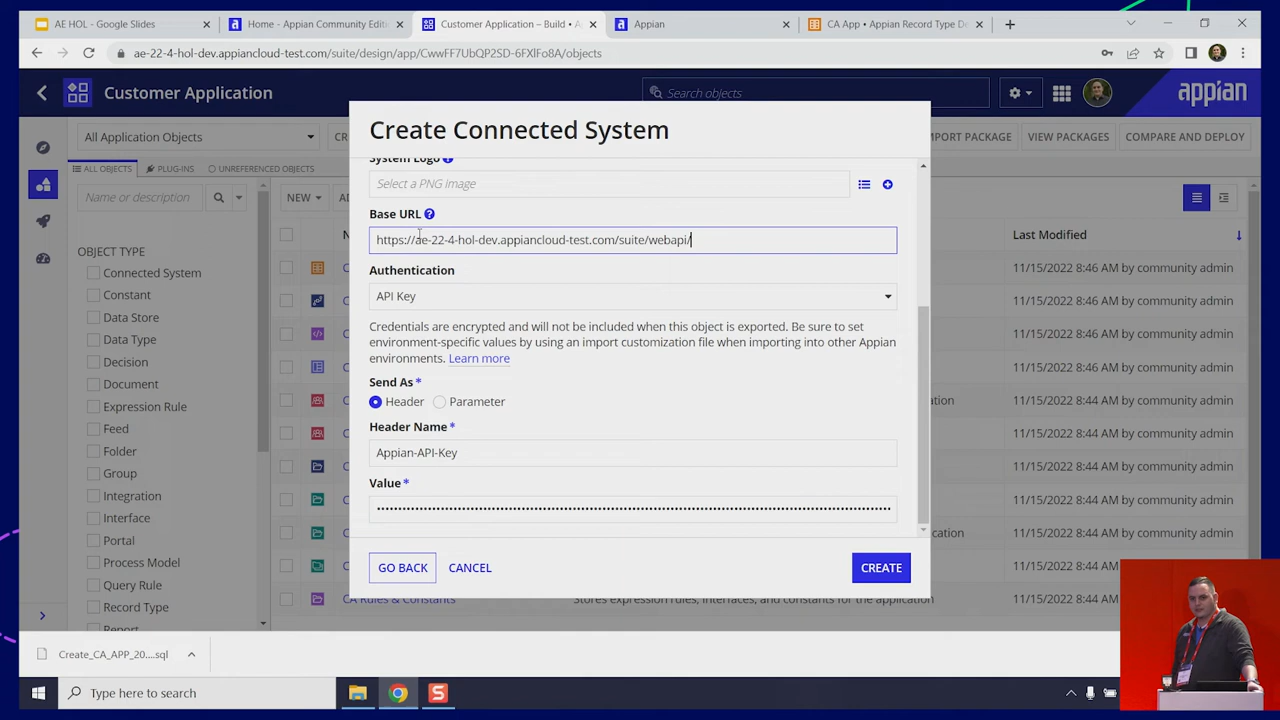 AE HOL - Google Slides
Home - Appian Community Editi
Customer Application – Build • A
Appian
CA App • Appian Record Type De
ae-22-4-hol-dev.appiancloud-test.com/suite/design/app/CwwFF7UbQP2SD-6FXlFo8A/objects
Customer Application
Search objects
appian
All Application Objects
CR
MPORT PACKAGE
VIEW PACKAGES
COMPARE AND DEPLOY
ALL OBJECTS
PLUG-INS
UNREFERENCED OBJECTS
Name or description
NEW
AD
N
Last Modified
OBJECT TYPE
Connected System
Constant
Data Store
Data Type
Decision
Document
Expression Rule
Feed
Folder
Group
Integration
Interface
Portal
Process Model
Query Rule
Record Type
Report
11/15/2022 8:46 AM by community admin
11/15/2022 8:46 AM by community admin
11/15/2022 8:46 AM by community admin
11/15/2022 8:46 AM by community admin
cation
11/15/2022 8:44 AM by community admin
11/15/2022 8:44 AM by community admin
11/15/2022 8:44 AM by community admin
11/15/2022 8:44 AM by community admin
cation
11/15/2022 8:44 AM by community admin
11/15/2022 8:44 AM by community admin
CA Rules & Constants
Stores expression rules, interfaces, and constants for the application
11/15/2022 8:44 AM by community admin
Create Connected System
System Logo
Select a PNG image
Base URL
https://ae-22-4-hol-dev.appiancloud-test.com/suite/webapi/
Authentication
API Key
Credentials are encrypted and will not be included when this object is exported. Be sure to set
environment-specific values by using an import customization file when importing into other Appian
environments. Learn more
Send As *
Header
Parameter
Header Name *
Appian-API-Key
Value *
GO BACK
CANCEL
CREATE
Create_CA_APP_20....sql
Type here to search